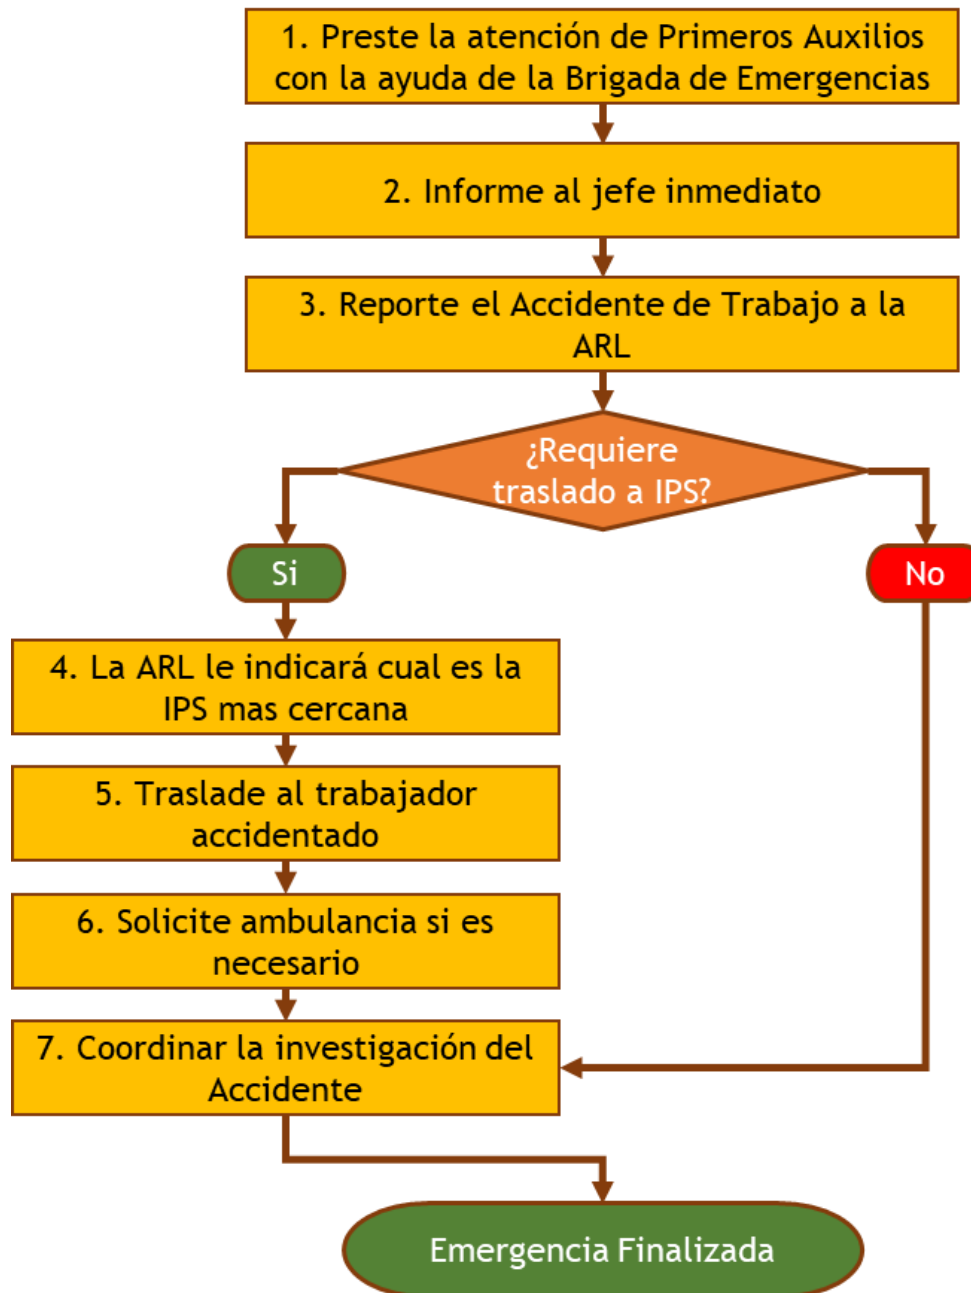 1. Preste la atención de Primeros Auxilios
con la ayuda de la Brigada de Emergencias
2. Informe al jefe inmediato
3. Reporte el Accidente de Trabajo a la
ARL
¿Requiere
traslado a IPS?
Si
No
4. La ARL le indicará cual es la
IPS mas cercana
5. Traslade al trabajador
accidentado
6. Solicite ambulancia si es
necesario
7. Coordinar la investigación del
Accidente
Emergencia Finalizada